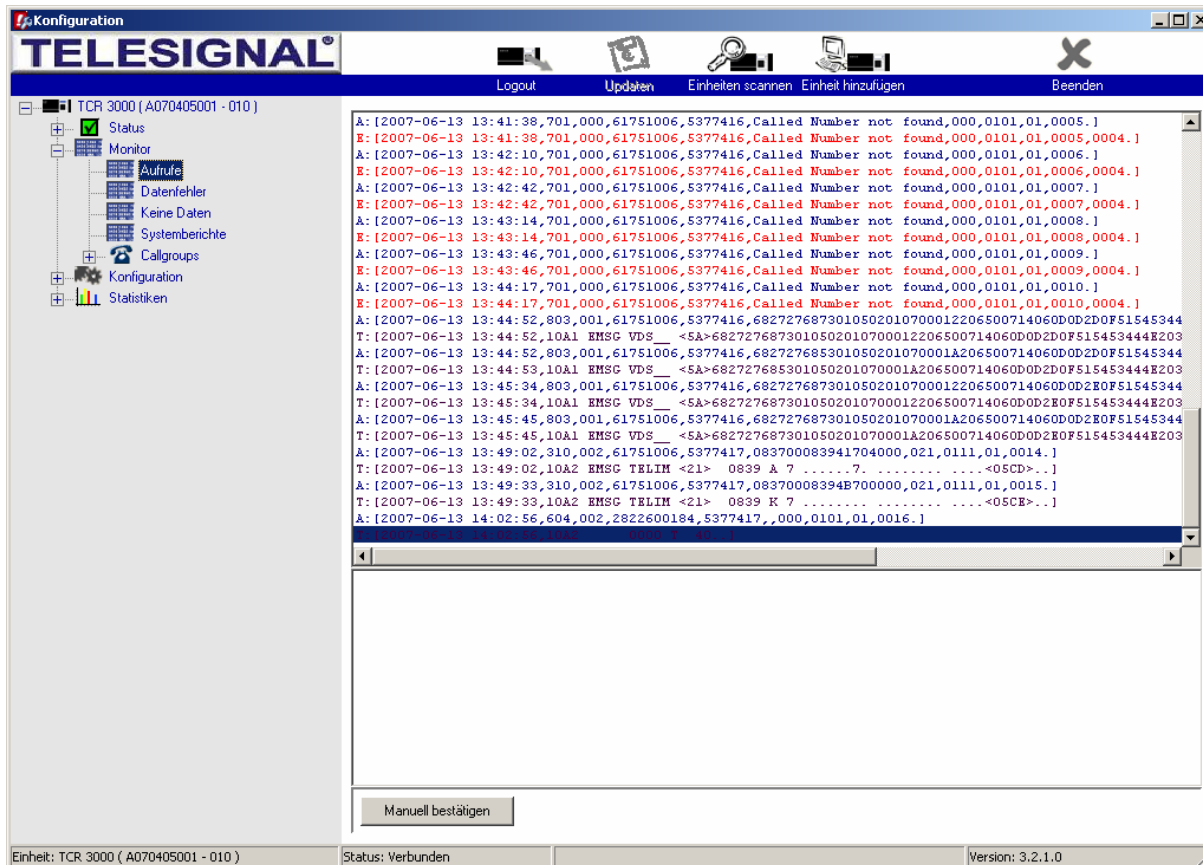 Konfiguration
TELESIGNAL®
Logout
Updaten
Einheiten scannen
Einheit hinzufügen
Beenden
TCR 3000 ( A070405001 - 010 )
Status
Monitor
Aufrufe
Datenfehler
Keine Daten
Systemberichte
Callgroups
Konfiguration
Statistiken
A:[2007-06-13 13:41:38,701,000,61751006,5377416,Called Number not found,000,0101,01,0005.]
E:[2007-06-13 13:41:38,701,000,61751006,5377416,Called Number not found,000,0101,01,0005,0004.]
A:[2007-06-13 13:42:10,701,000,61751006,5377416,Called Number not found,000,0101,01,0006.]
E:[2007-06-13 13:42:10,701,000,61751006,5377416,Called Number not found,000,0101,01,0006,0004.]
A:[2007-06-13 13:42:42,701,000,61751006,5377416,Called Number not found,000,0101,01,0007.]
E:[2007-06-13 13:42:42,701,000,61751006,5377416,Called Number not found,000,0101,01,0007,0004.]
A:[2007-06-13 13:43:14,701,000,61751006,5377416,Called Number not found,000,0101,01,0008.]
E:[2007-06-13 13:43:14,701,000,61751006,5377416,Called Number not found,000,0101,01,0008,0004.]
A:[2007-06-13 13:43:46,701,000,61751006,5377416,Called Number not found,000,0101,01,0009.]
E:[2007-06-13 13:43:46,701,000,61751006,5377416,Called Number not found,000,0101,01,0009,0004.]
A:[2007-06-13 13:44:17,701,000,61751006,5377416,Called Number not found,000,0101,01,0010.]
E:[2007-06-13 13:44:17,701,000,61751006,5377416,Called Number not found,000,0101,01,0010,0004.]
A:[2007-06-13 13:44:52,803,001,61751006,5377416,6827276873010502010700012206500714060D0D2D0F51545344
T:[2007-06-13 13:44:52,10A1 EMSG VDS__ <5A>6827276873010502010700012206500714060D0D2D0F515453444E203
A:[2007-06-13 13:44:52,803,001,61751006,5377416,682727685301050201070001A206500714060D0D2D0F51545344
T:[2007-06-13 13:44:53,10A1 EMSG VDS__ <5A>682727685301050201070001A206500714060D0D2D0F515453444E203
A:[2007-06-13 13:45:34,803,001,61751006,5377416,6827276873010502010700012206500714060D0D2E0F51545344
T:[2007-06-13 13:45:34,10A1 EMSG VDS__ <5A>6827276873010502010700012206500714060D0D2E0F515453444E203
A:[2007-06-13 13:45:45,803,001,61751006,5377416,682727687301050201070001A206500714060D0D2E0F51545344
T:[2007-06-13 13:45:45,10A1 EMSG VDS__ <5A>682727687301050201070001A206500714060D0D2E0F515453444E203
A:[2007-06-13 13:49:02,310,002,61751006,5377417,083700083941704000,021,0111,01,0014.]
T:[2007-06-13 13:49:02,10A2 EMSG TELIM <21>  0839 A 7 ......7. ........ ....<05CD>..]
A:[2007-06-13 13:49:33,310,002,61751006,5377417,08370008394B700000,021,0111,01,0015.]
T:[2007-06-13 13:49:33,10A2 EMSG TELIM <21>  0839 K 7 ........ ........ ....<05CE>..]
A:[2007-06-13 14:02:56,604,002,2822600184,5377417,,000,0101,01,0016.]
Manuell bestätigen
Einheit: TCR 3000 ( A070405001 - 010 )
Status: Verbunden
Version: 3.2.1.0